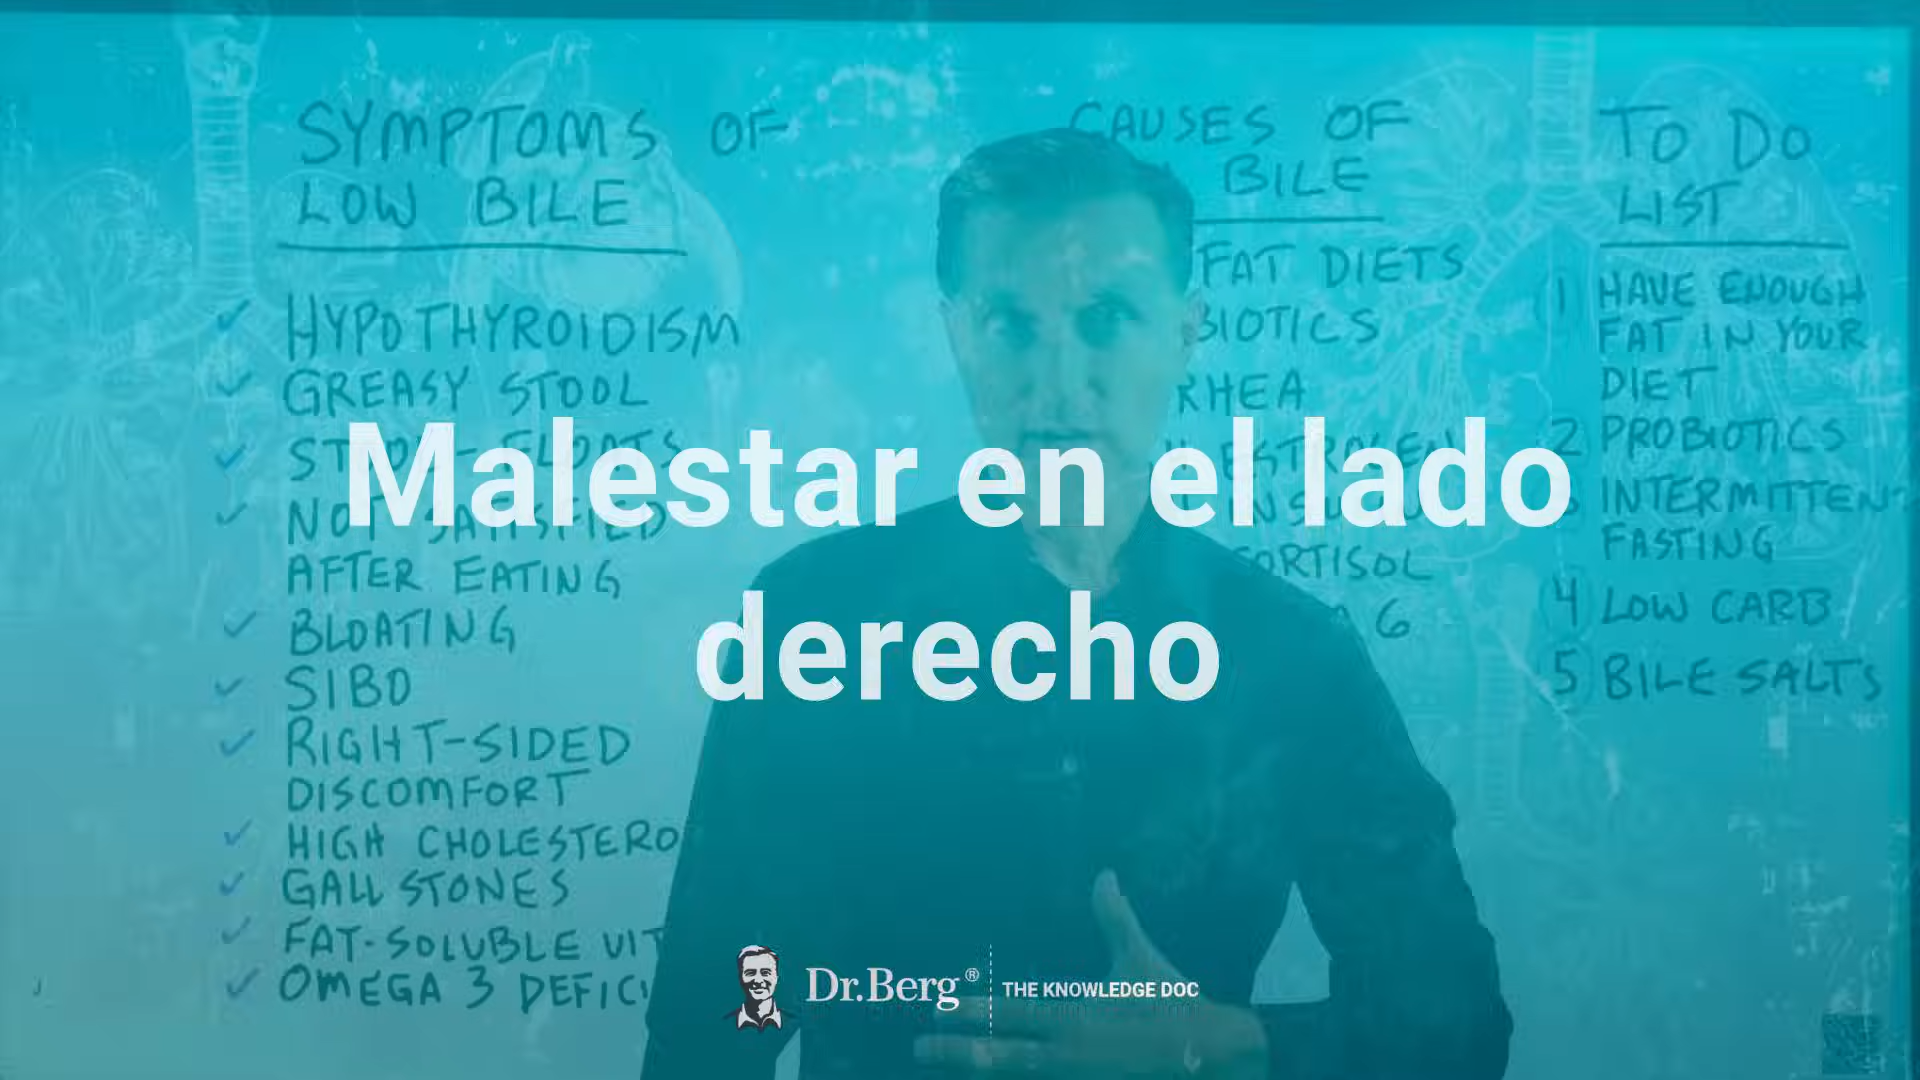 SYMPTOMS OF
LOW BILE
HYPOTHYROIDISM
GREASY STOOL
NOT SATISFIED
AFTER EATING
BLOATING
SIBO
RIGHT-SIDED
DISCOMFORT
HIGH CHOLESTERO
GALL STONES
FAT-SOLUBLE VIT
OMEGA 3 DEFICI
CAUSES OF
BILE
FAT DIETS
BIOTICS
RHEA
ORTISOL
6
TO DO
LIST
1 HAVE ENOUGH
FAT IN YOUR
DIET
2 PROBIOTICS
INTERMITTENT
FASTING
4 LOW CARB
5 BILE SALTS
Malestar en el lado
derecho
Dr.Berg®
THE KNOWLEDGE DOC